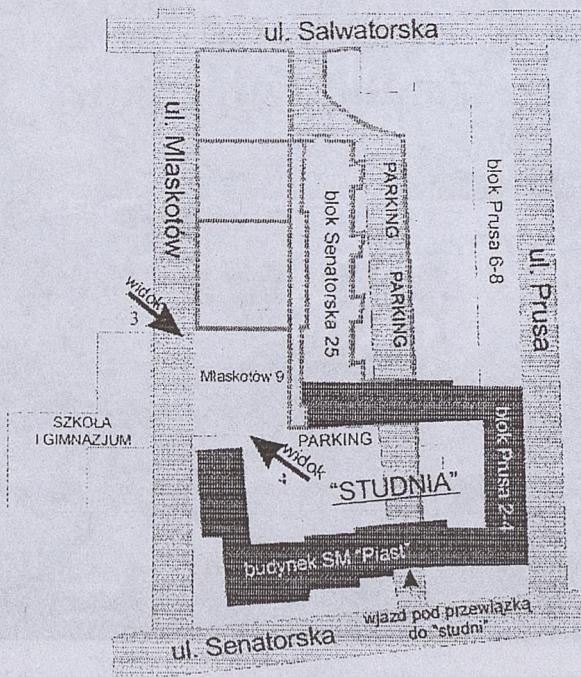 ul. Salwatorska
ul. Mlaskotów
PARKING
PARKING
blok Senatorska 25
blok Prusa 6-8
ul. Prusa
widok
3
Mlaskotów 9
SZKOŁA
I GIMNAZJUM
PARKING
widok
4
"STUDNIA"
blok Prusa 2-4
budynek SM "Piast"
wjazd pod przewiązką
do "studni"
ul. Senatorska